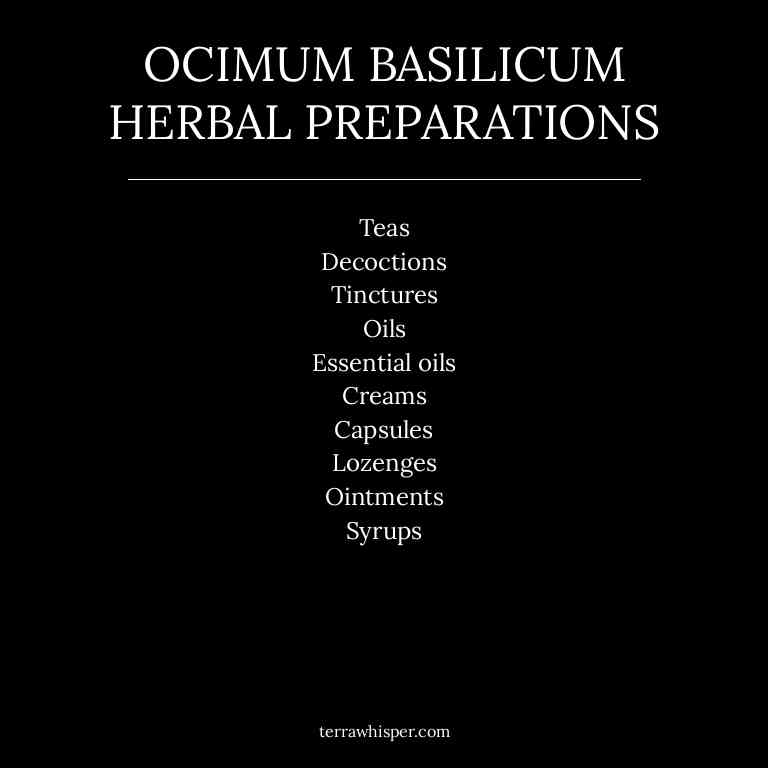 OCIMUM BASILICUM
HERBAL PREPARATIONS
Teas
Decoctions
Tinctures
Oils
Essential oils
Creams
Capsules
Lozenges
Ointments
Syrups
terrawhisper.com